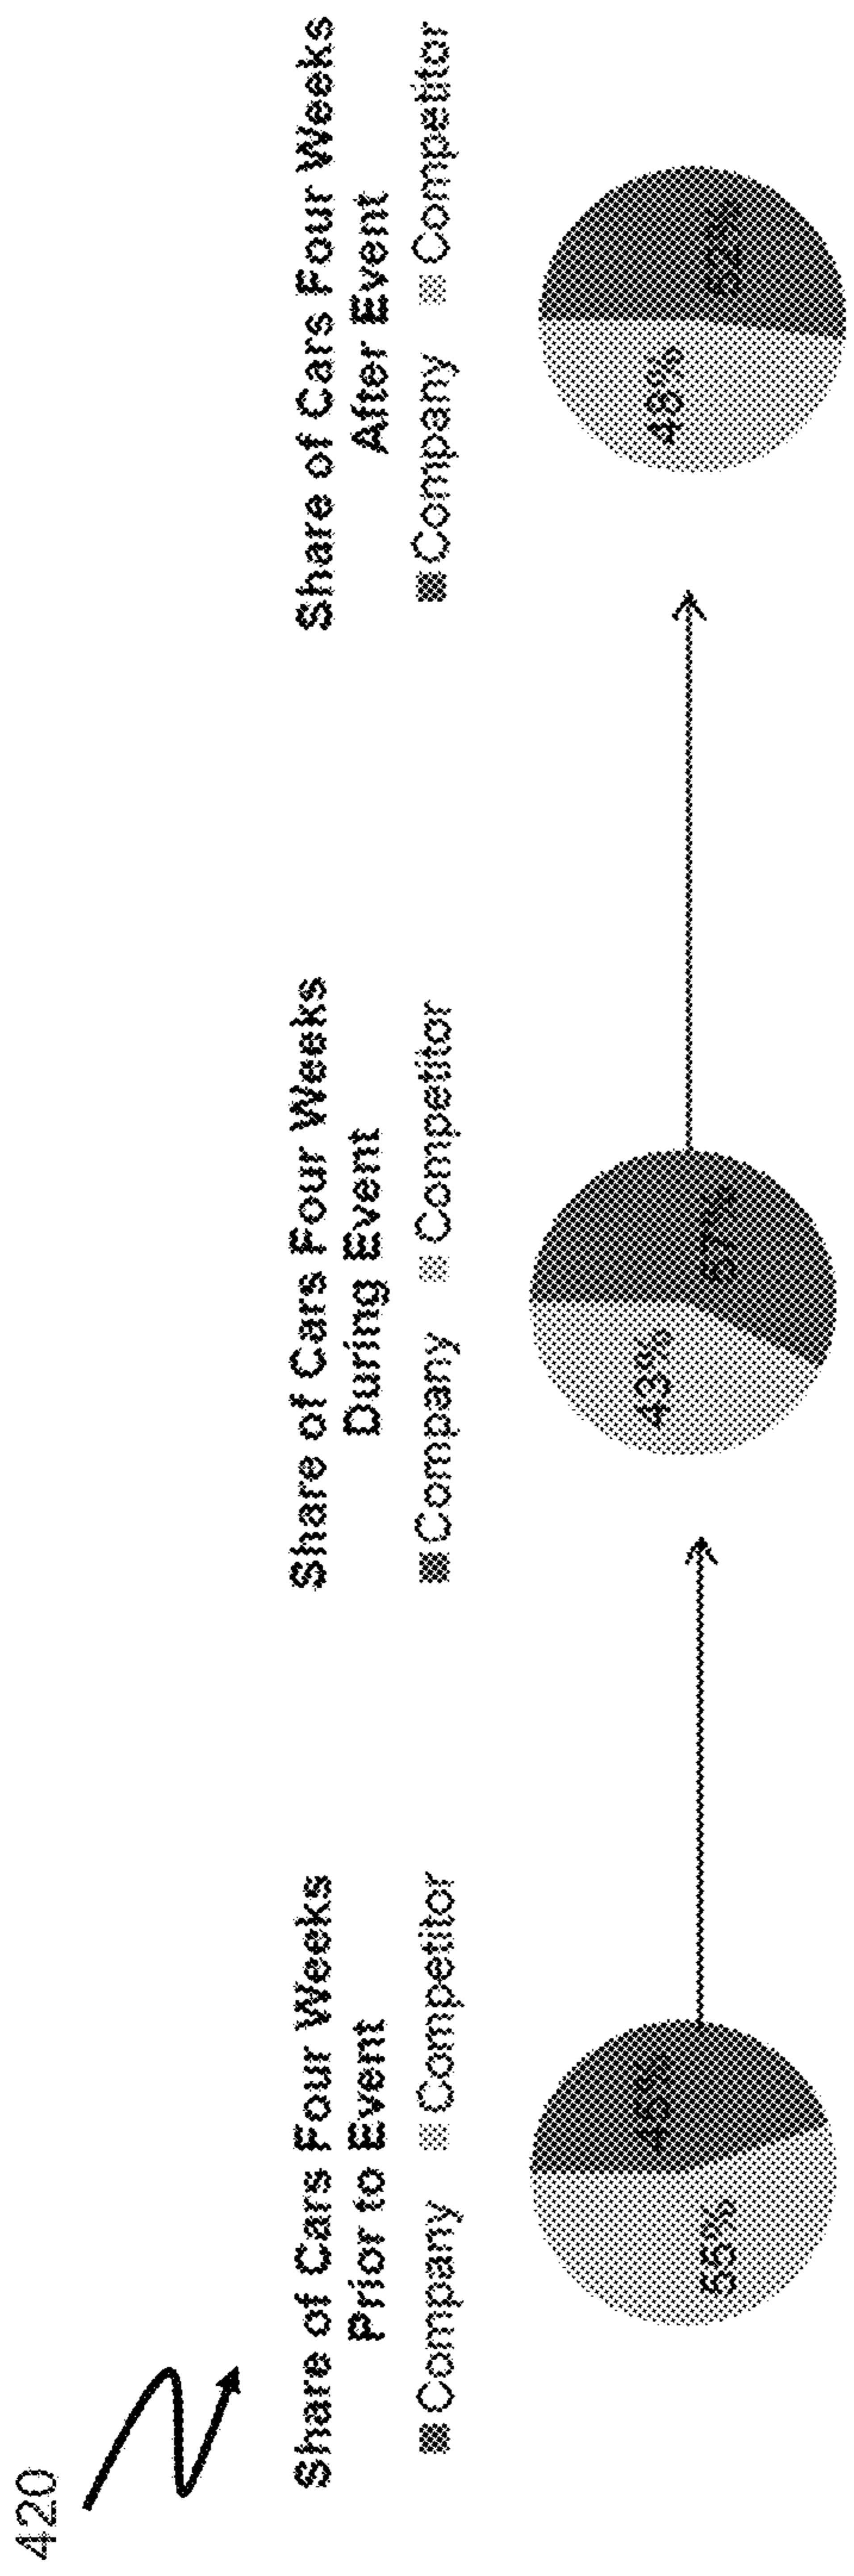 420
Share of Cars Four Weeks
Prior to Event
Company Competitor
55%
45%
Share of Cars Four Weeks
During Event
Company Competitor
43%
57%
Share of Cars Four Weeks
After Event
Company Competitor
48%
52%